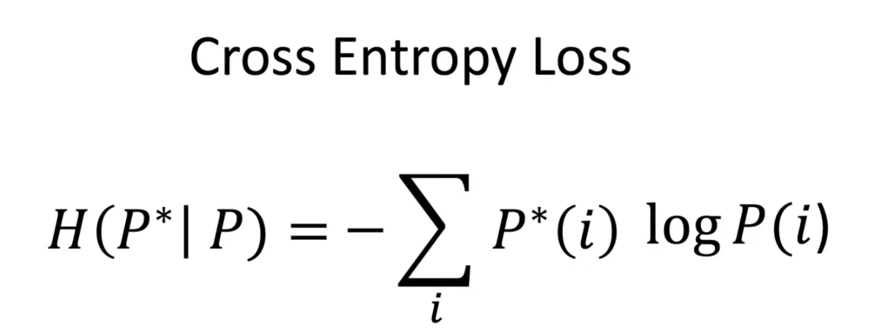 Cross Entropy Loss
H(P*| P) = − ∑ P*(i) log P(i)
i